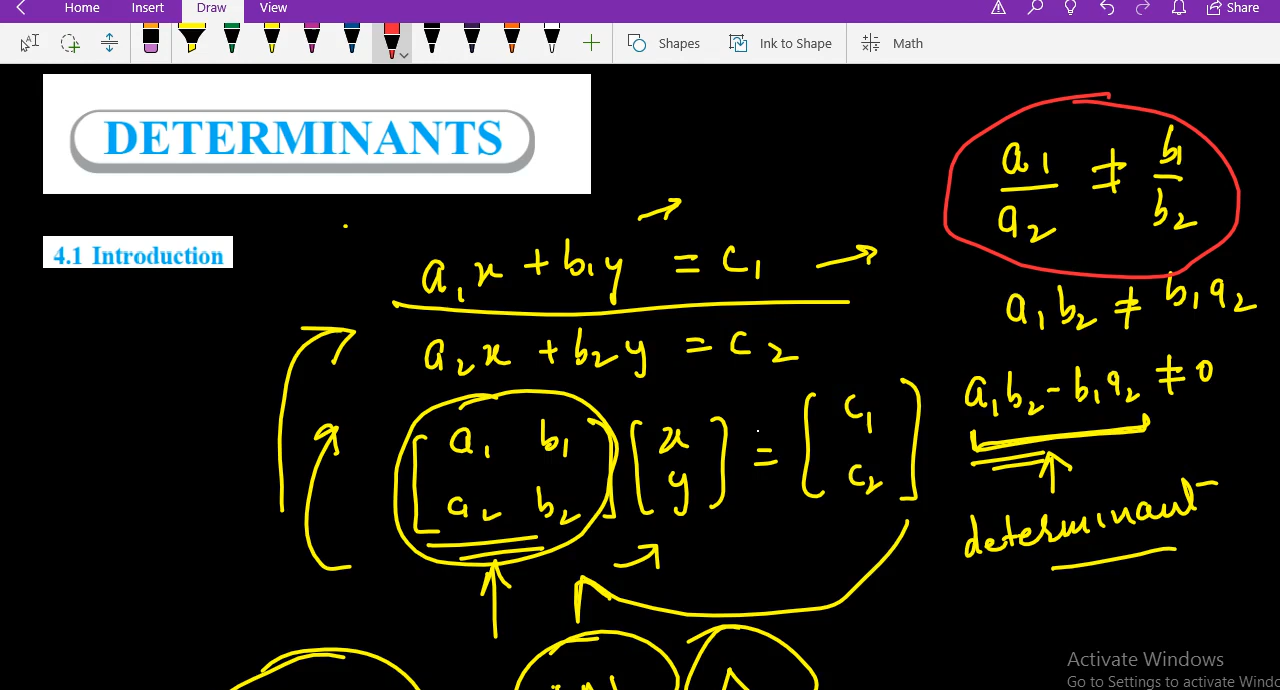 Home Insert Draw View Share
Shapes Ink to Shape Math
DETERMINANTS
4.1 Introduction
a₁x + b₁y = c₁
a₂x + b₂y = c₂
[a₁ b₁] [x] = [c₁]
[a₂ b₂] [y] [c₂]
a₁/a₂ ≠ b₁/b₂
a₁b₂ ≠ b₁a₂
a₁b₂ - b₁a₂ ≠ 0
determinant
Activate Windows
Go to Settings to activate Windo